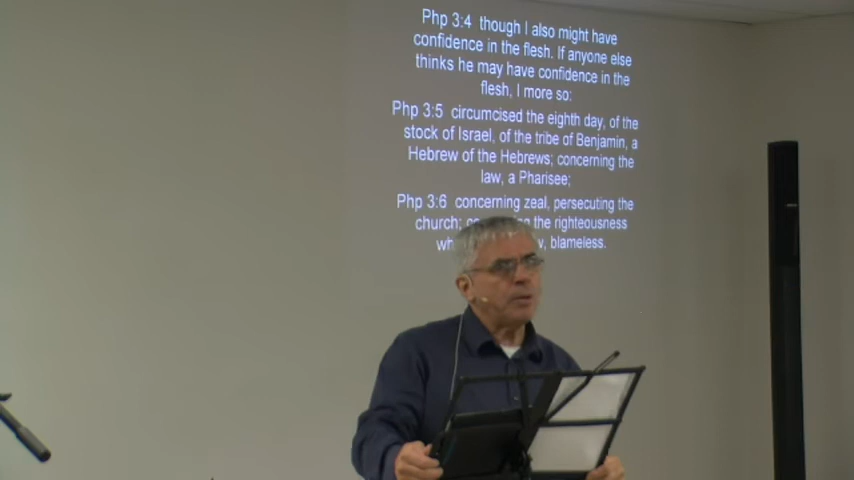 Php 3:4 though I also might have
confidence in the flesh. If anyone else
thinks he may have confidence in the
flesh, I more so:
Php 3:5 circumcised the eighth day, of the
stock of Israel, of the tribe of Benjamin, a
Hebrew of the Hebrews; concerning the
law, a Pharisee;
Php 3:6 concerning zeal, persecuting the
church; the righteousness
blameless.